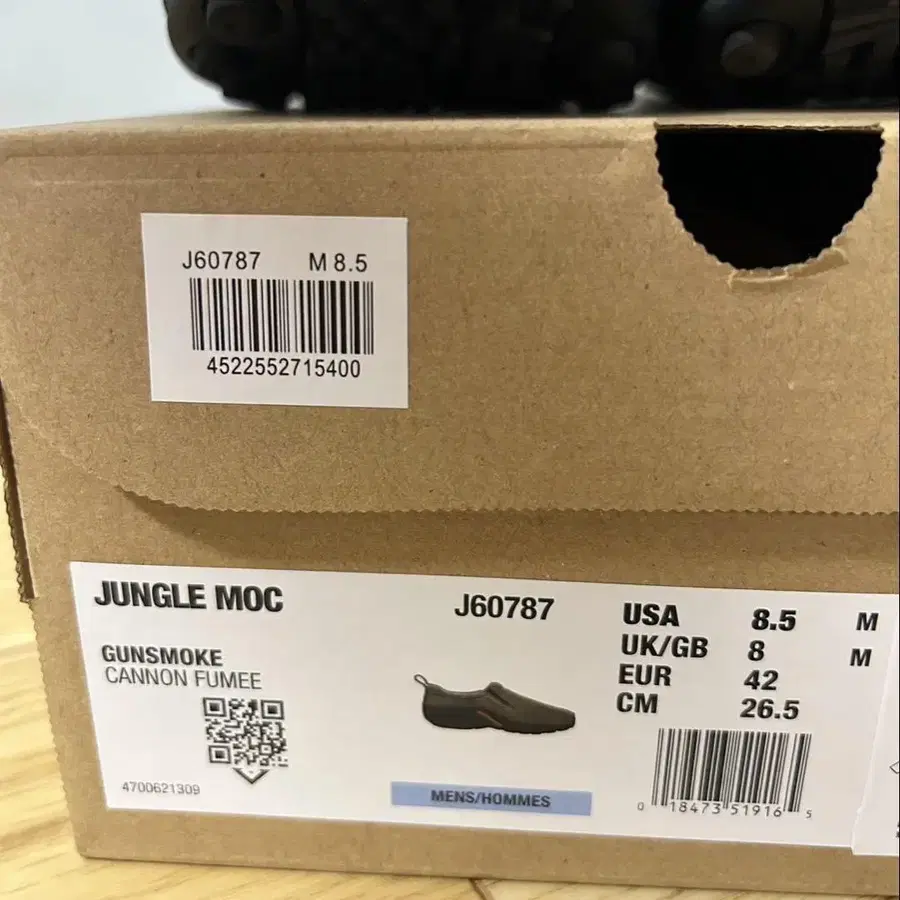 J60787 M 8.5
4522552715400
JUNGLE MOC
GUNSMOKE
CANNON FUMEE
4700621309
J60787
MENS/HOMMES
USA 8.5 M
UK/GB 8 M
EUR 42
CM 26.5
0 18473 51916 5